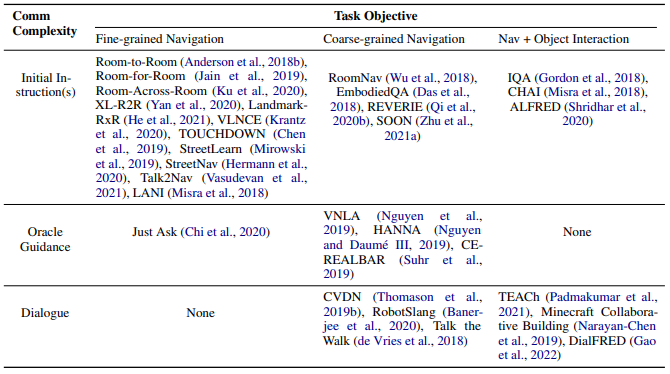 Comm
Complexity
Task Objective
Fine-grained Navigation
Coarse-grained Navigation
Nav + Object Interaction
Initial In-
struction(s)
Room-to-Room (Anderson et al., 2018b),
Room-for-Room (Jain et al., 2019),
Room-Across-Room (Ku et al., 2020),
XL-R2R (Yan et al., 2020), Landmark-
RxR (He et al., 2021), VLNCE (Krantz
et al., 2020), TOUCHDOWN (Chen
et al., 2019), StreetLearn (Mirowski
et al., 2019), StreetNav (Hermann et al.,
2020), Talk2Nav (Vasudevan et al.,
2021), LANI (Misra et al., 2018)
RoomNav (Wu et al., 2018),
EmbodiedQA (Das et al.,
2018), REVERIE (Qi et al.,
2020b), SOON (Zhu et al.,
2021a)
IQA (Gordon et al., 2018),
CHAI (Misra et al., 2018),
ALFRED (Shridhar et al.,
2020)
Oracle
Guidance
Just Ask (Chi et al., 2020)
VNLA (Nguyen et al.,
2019), HANNA (Nguyen
and Daumé III, 2019), CE-
REALBAR (Suhr et al.,
2019)
None
Dialogue
None
CVDN (Thomason et al.,
2019b), RobotSlang (Baner-
jee et al., 2020), Talk the
Walk (de Vries et al., 2018)
TEACh (Padmakumar et al.,
2021), Minecraft Collabora-
tive Building (Narayan-Chen
et al., 2019), DialFRED (Gao
et al., 2022)